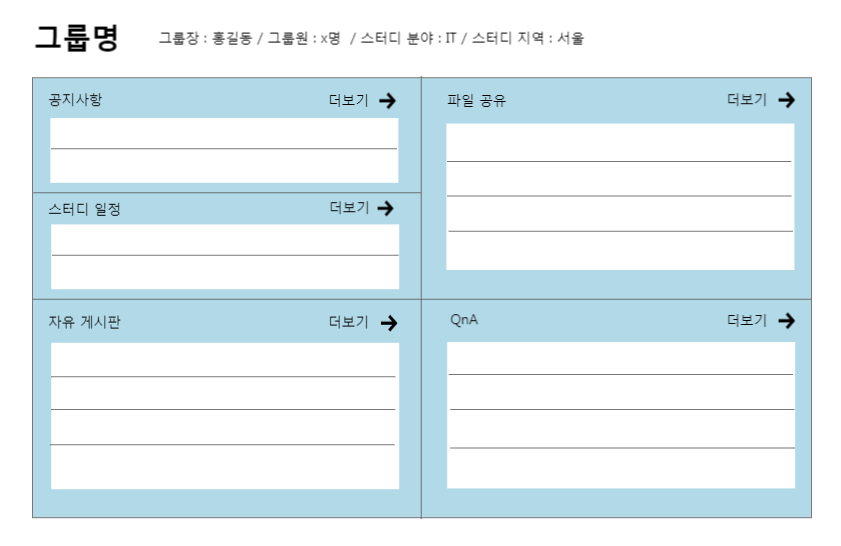 그룹명
그룹장 : 홍길동 / 그룹원 : x명 / 스터디 분야 : IT / 스터디 지역 : 서울
공지사항 더보기
파일 공유 더보기
스터디 일정 더보기
자유 게시판 더보기
QnA 더보기